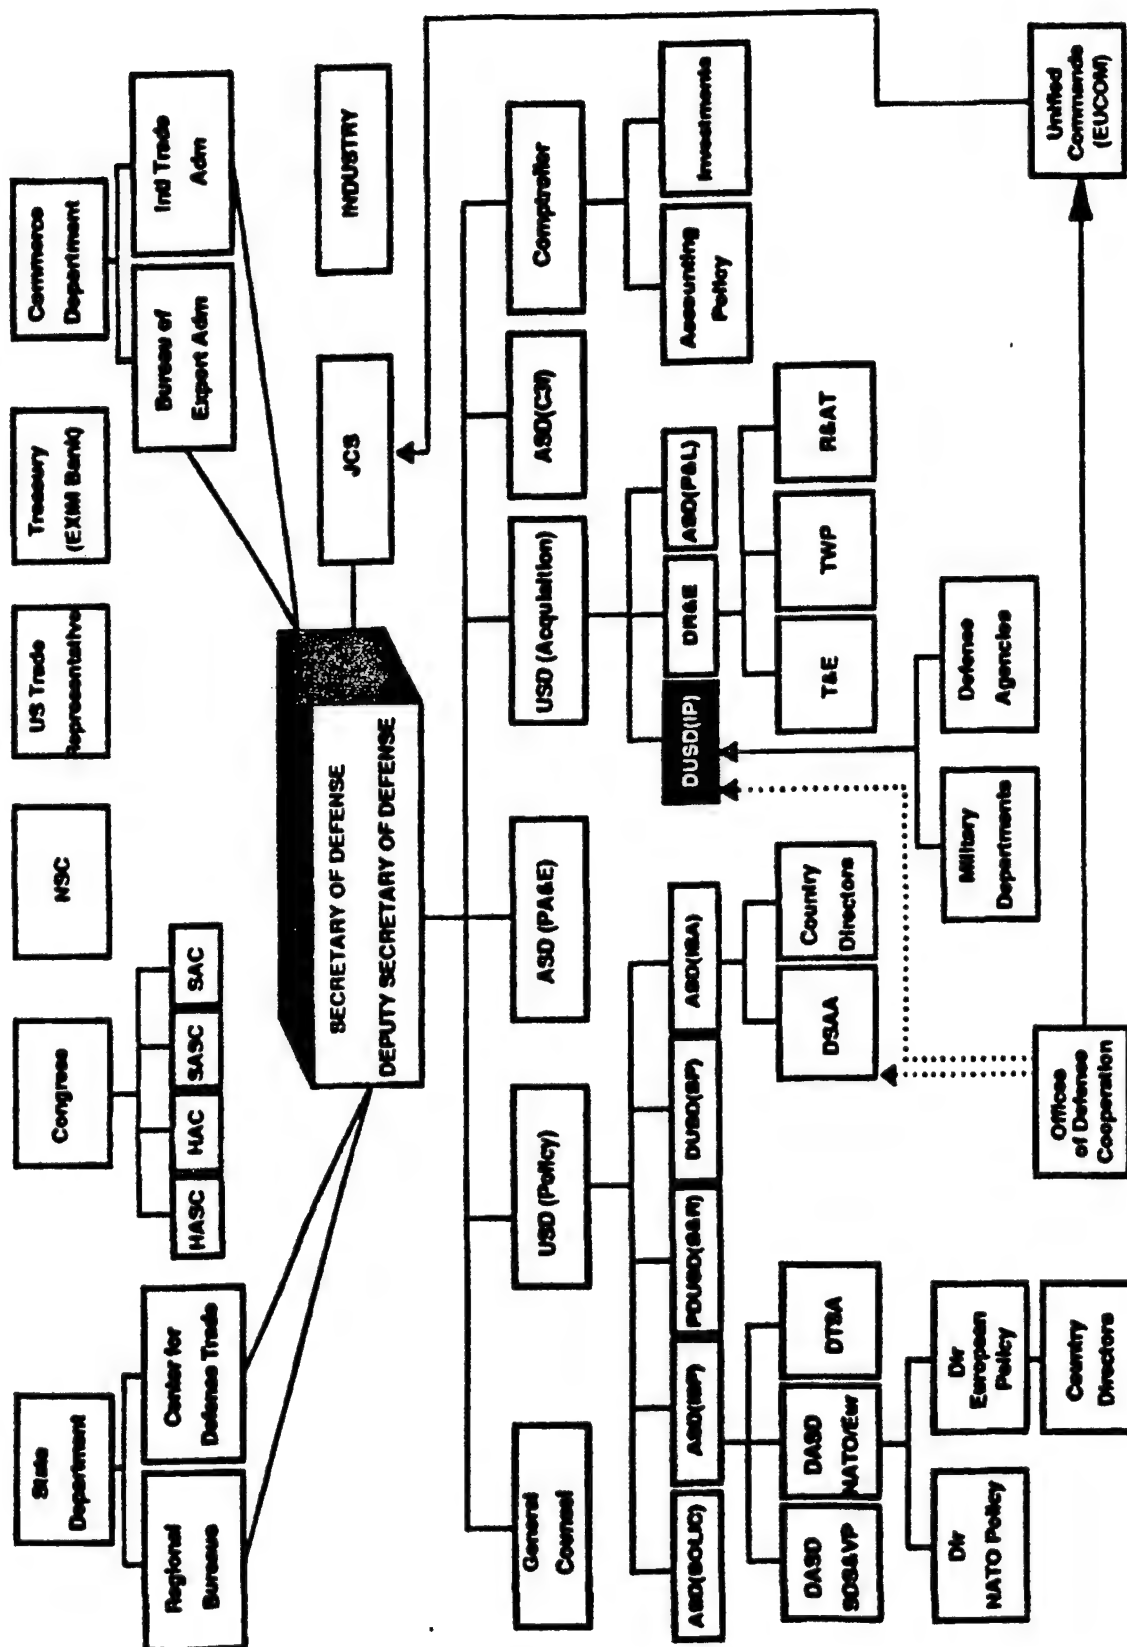 State
Department
Congress
NSC
US Trade
Representative
Treasury
(EXIM Bank)
Commerce
Department
Regional
Bureaus
Center for
Defense Trade
HASC
HAC
SASC
SAC
Bureau of
Export Adm
Intl Trade
Adm
SECRETARY OF DEFENSE
DEPUTY SECRETARY OF DEFENSE
JCS
INDUSTRY
General
Counsel
USD (Policy)
ASD (PA&E)
USD (Acquisition)
ASD(C3I)
Comptroller
ASD(SOLIC)
ASD(ISP)
PDUSD(S&R)
DUSD(SP)
ASD(ISA)
DUSD(IP)
DR&E
ASD(P&L)
Accounting
Policy
Investments
DASD
SDS&VP
DASD
NATO/Eur
DTSA
DSAA
Country
Directors
T&E
TWP
R&AT
Dir
NATO Policy
Dir
European
Policy
Military
Departments
Defense
Agencies
Country
Directors
Offices
of Defense
Cooperation
Unified
Commands
(EUCOM)